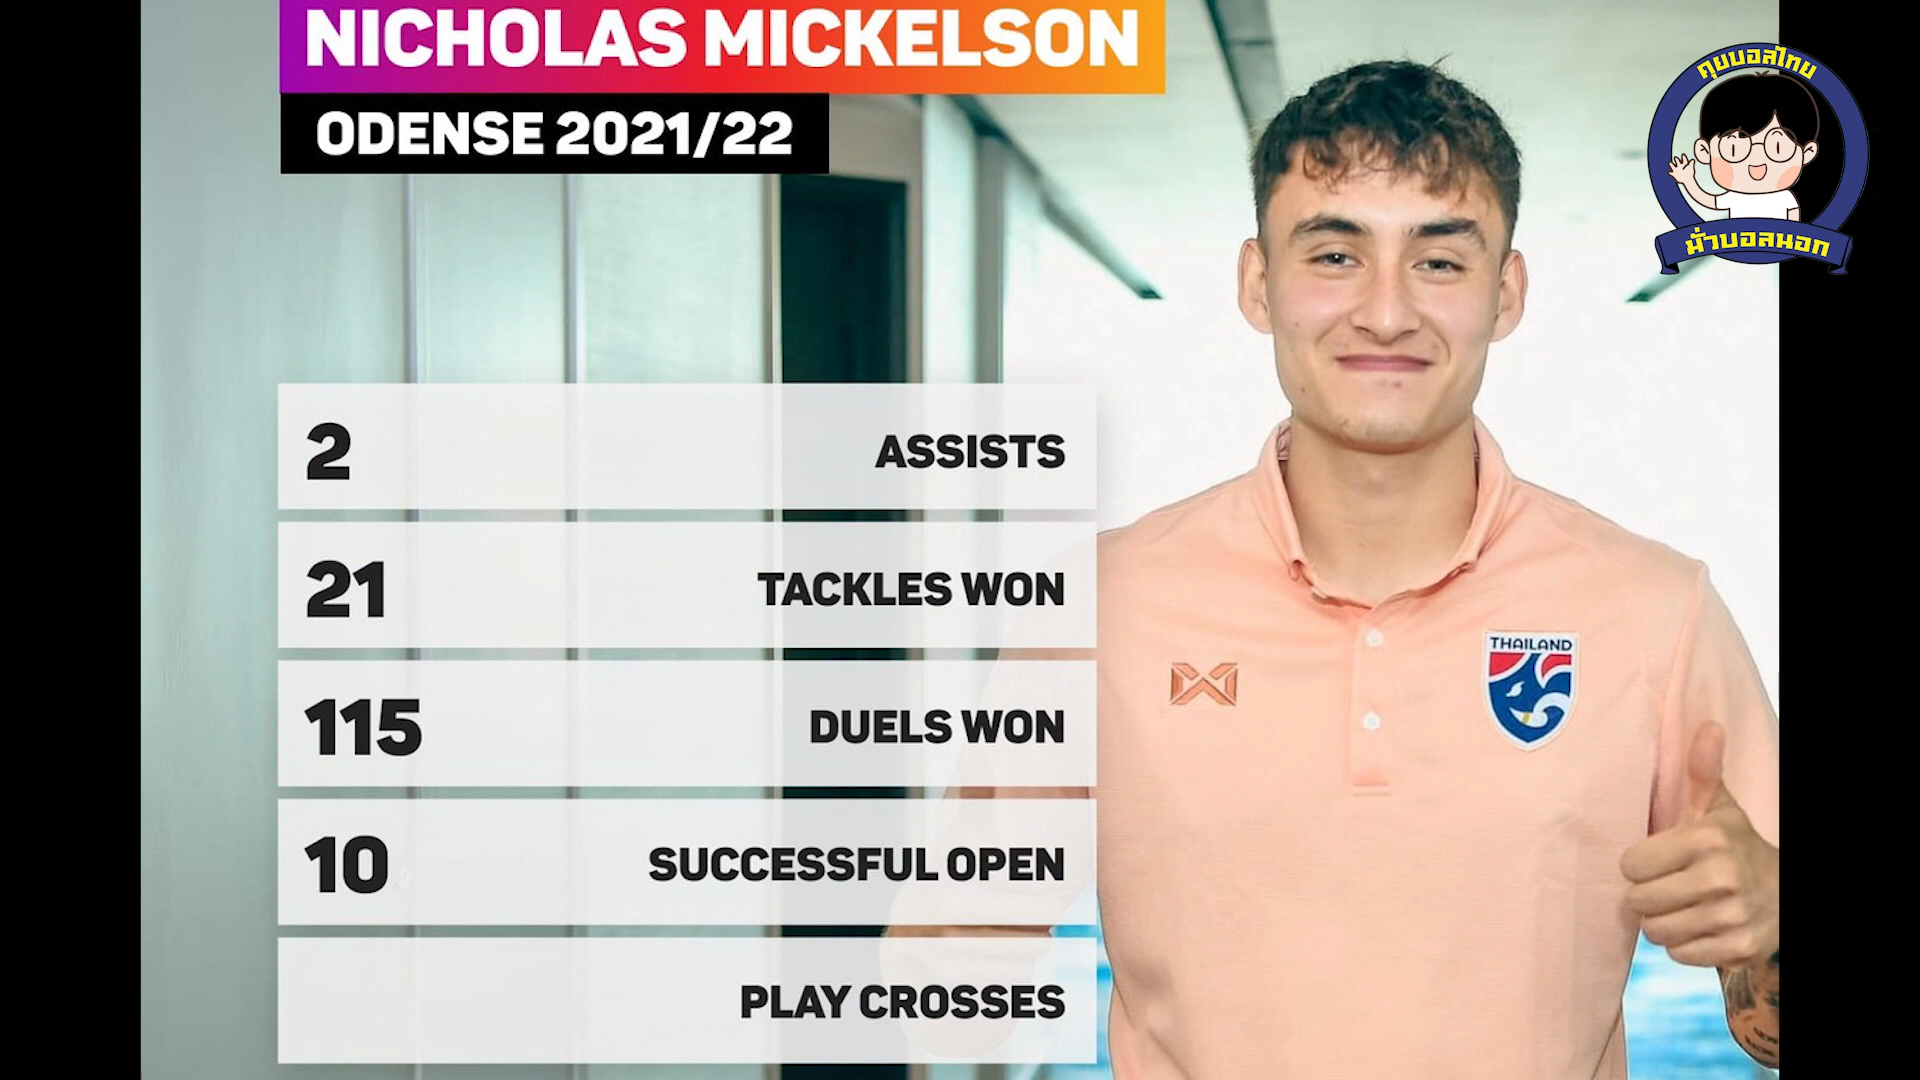 NICHOLAS MICKELSON
ODENSE 2021/22
คุยบอลไทย
มั่วบอลนอก
2 ASSISTS
21 TACKLES WON
115 DUELS WON
10 SUCCESSFUL OPEN
PLAY CROSSES
THAILAND